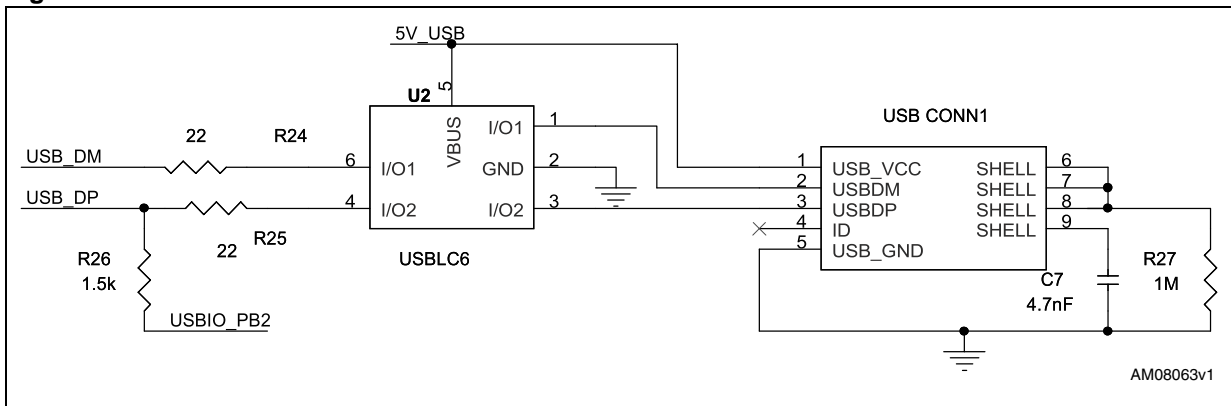 5V_USB
U2
5
VBUS
USB_DM
22
R24
6
I/O1
I/O1
1
GND
2
USB_DP
22
R25
4
I/O2
I/O2
3
USBLC6
R26
1.5k
USBIO_PB2
USB CONN1
1
USB_VCC
SHELL
6
2
USBDM
SHELL
7
3
USBDP
SHELL
8
4
ID
SHELL
9
5
USB_GND
C7
4.7nF
R27
1M
AM08063v1